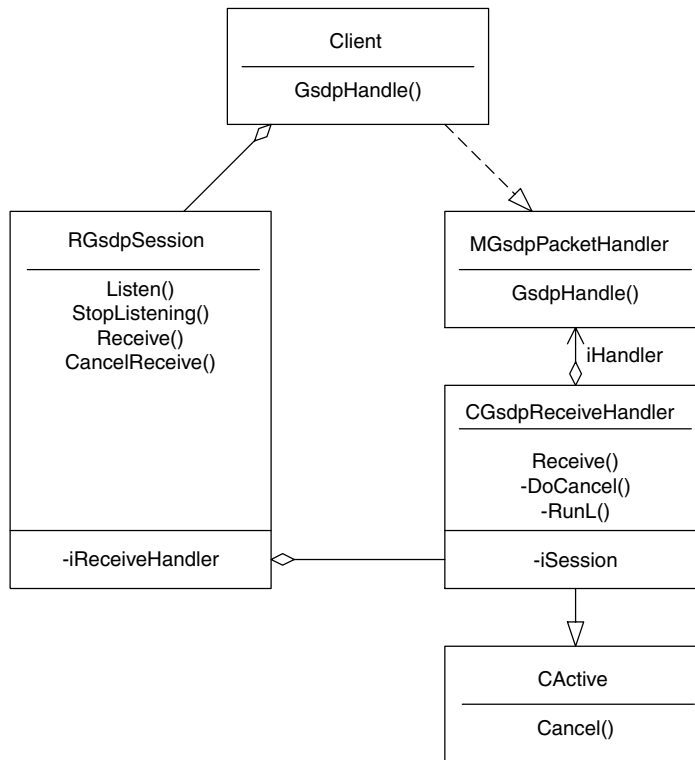 Client
GsdpHandle()
RGsdpSession
Listen()
StopListening()
Receive()
CancelReceive()
-iReceiveHandler
MGsdpPacketHandler
GsdpHandle()
iHandler
CGsdpReceiveHandler
Receive()
-DoCancel()
-RunL()
-iSession
CActive
Cancel()